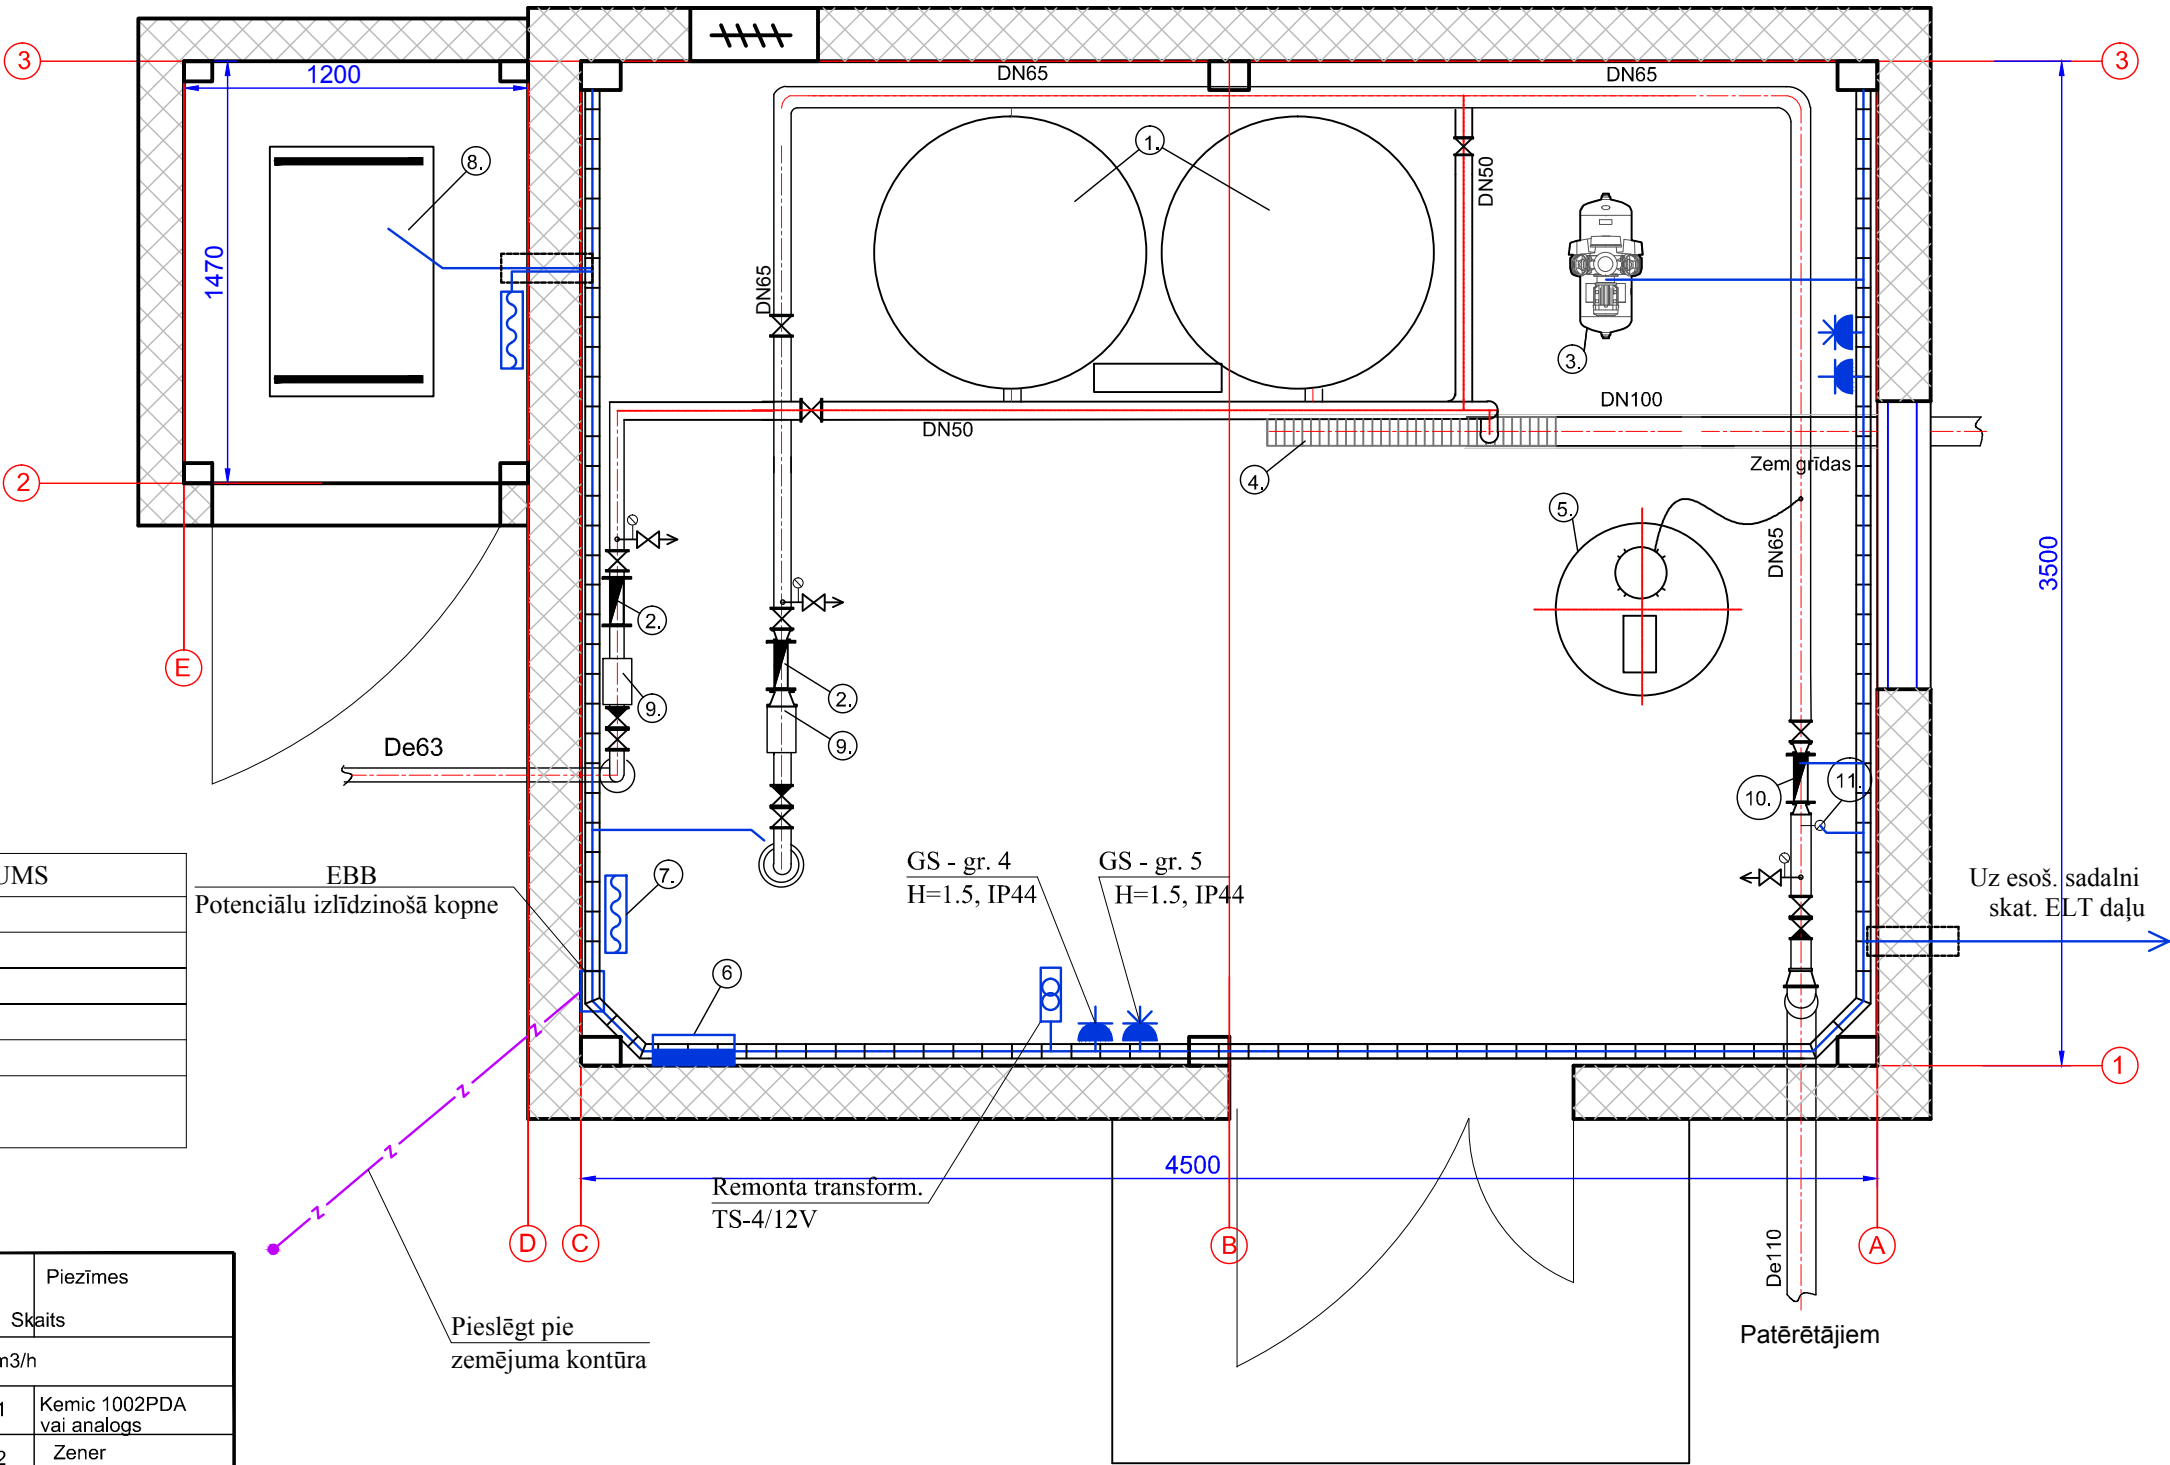 3
1200
DN65
DN65
3
1.
8.
DN50
1470
DN65
3.
DN100
DN50
Zem grīdas
2
4.
5.
DN65
3500
2.
E
2.
9.
9.
De63
10.
11.
UMS
EBB
Potenciālu izlīdzinošā kopne
7.
GS - gr. 4
H=1.5, IP44
GS - gr. 5
H=1.5, IP44
Uz esoš. sadalni
skat. ELT daļu
6
z
z
z
z
1
4500
Remonta transform.
TS-4/12V
D
C
B
A
De110
Piezīmes
Skaits
Pieslēgt pie
zemējuma kontūra
Patērētājiem
m3/h
1
Kemic 1002PDA
vai analogs
2
Zener